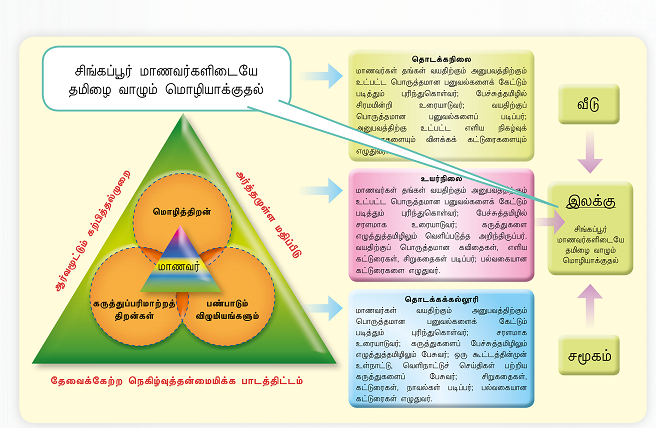 சிங்கப்பூர் மாணவர்களிடையே
தமிழை வாழும் மொழியாக்குதல்
ஆர்வமூட்டும் கற்பித்தல்முறை
அர்த்தமுள்ள மதிப்பீடு
மொழித்திறன்
மாணவர்
கருத்துப்பரிமாற்றத்
திறன்கள்
பண்பாடும்
விழுமியங்களும்
தேவைக்கேற்ற நெகிழ்வுத்தன்மைமிக்க பாடத்திட்டம்
தொடக்கநிலை
மாணவர்கள் தங்கள் வயதிற்கும் அனுபவத்திற்கும்
உட்பட்ட பொருத்தமான பனுவல்களைக் கேட்டும்
படித்தும் புரிந்துகொள்வர்; பேச்சுத்தமிழில்
சிரமமின்றி உரையாடுவர்; வயதிற்குப்
பொருத்தமான பனுவல்களைப் படிப்பர்;
அனுபவத்திற்கு உட்பட்ட எளிய நிகழ்வுக்
விளக்கக் கட்டுரைகளையும்
எழுதுவர்
உயர்நிலை
மாணவர்கள் தங்கள் வயதிற்கும் அனுபவத்திற்கும்
உட்பட்ட பொருத்தமான பனுவல்களைக் கேட்டும்
படித்தும் புரிந்துகொள்வர்; பேச்சுத்தமிழில்
சரளமாக உரையாடுவர்; கருத்துகளை
எழுத்துத்தமிழில் வெளிப்படுத்த அறிந்திருப்பர்.
வயதிற்குப் பொருத்தமான கவிதைகள், எளிய
கட்டுரைகள், சிறுகதைகள் படிப்பர்; பல்வகையான
கட்டுரைகளை எழுதுவர்.
தொடக்கக்கல்லூரி
மாணவர்கள் வயதிற்கும் அனுபவத்திற்கும்
பொருத்தமான பனுவல்களைக் கேட்டும்
படித்தும் புரிந்துகொள்வர்; சரளமாக
உரையாடுவர்; கருத்துகளைப் பேச்சுத்தமிழிலும்
எழுத்துத்தமிழிலும் பேசுவர்; ஒரு கூட்டத்தின்முன்
உள்நாட்டு, வெளிநாட்டுச் செய்திகள் பற்றிய
கருத்துகளைப் பேசுவர்; சிறுகதைகள்,
கட்டுரைகள், நாவல்கள் படிப்பர்; பல்வகையான
கட்டுரைகள் எழுதுவர்.
வீடு
இலக்கு
சிங்கப்பூர்
மாணவர்களிடையே
தமிழை வாழும்
மொழியாக்குதல்
சமூகம்